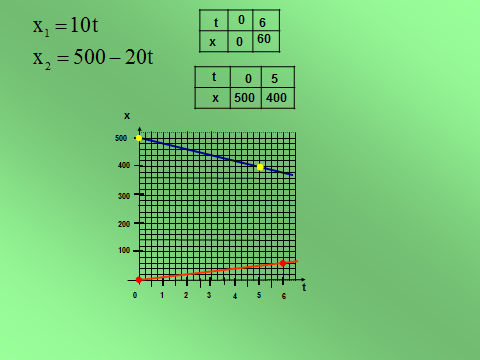 x₁ = 10t
x₂ = 500 – 20t
t 0 6
x 0 60
t 0 5
x 500 400
x
500
400
300
200
100
0 1 2 3 4 5 6
t